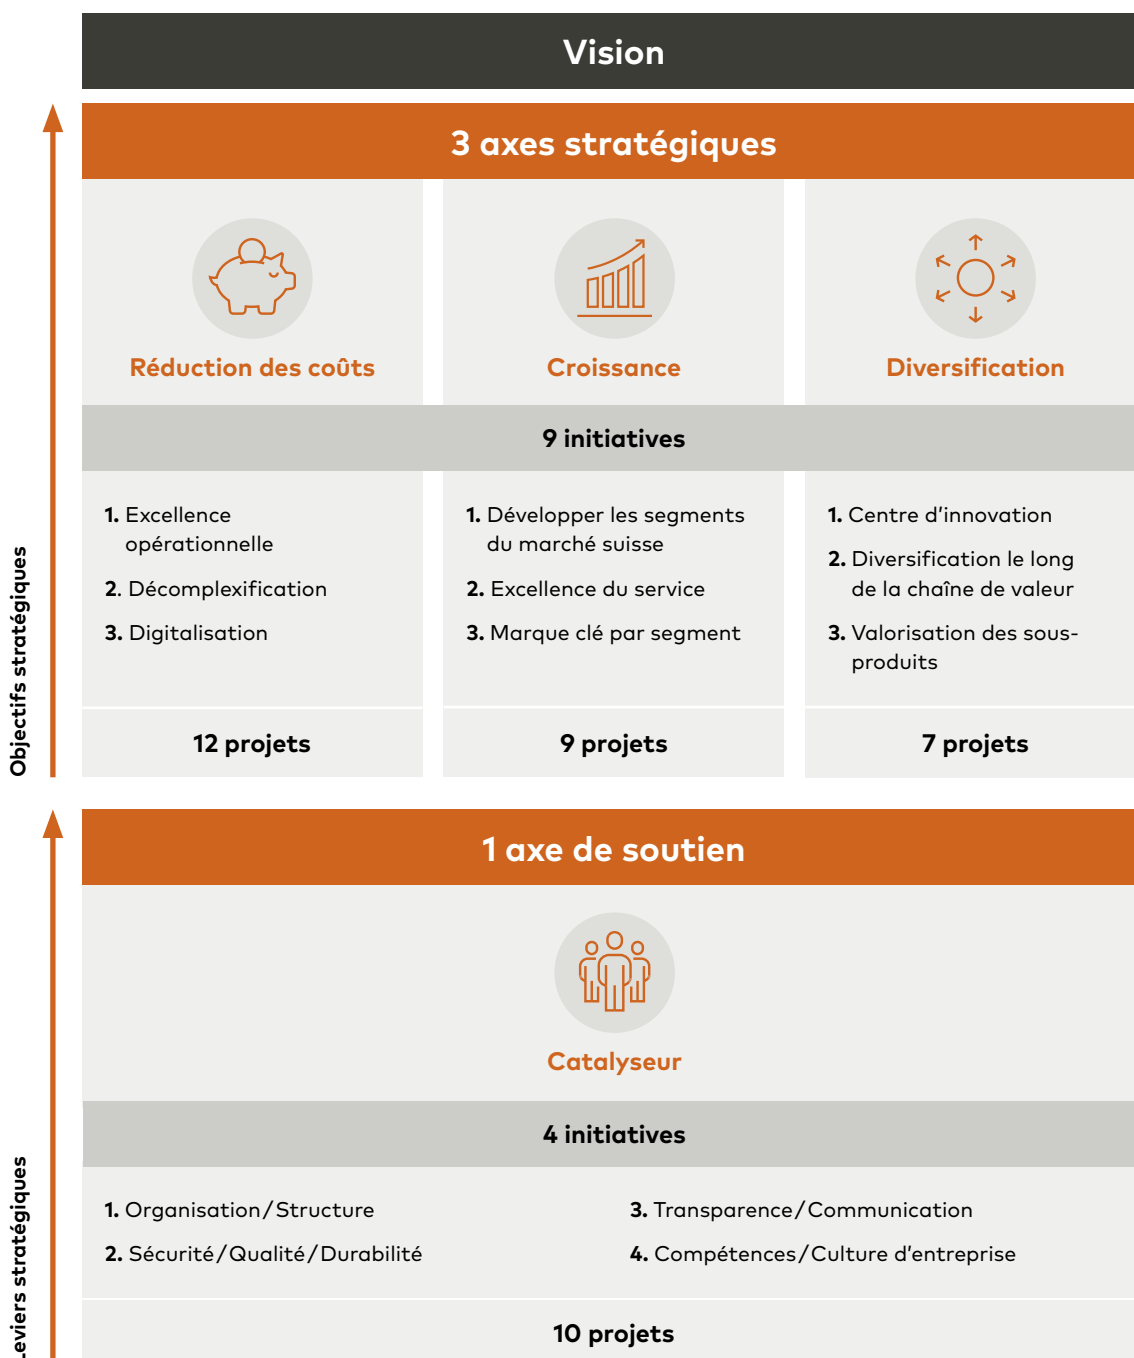 Vision
3 axes stratégiques
Réduction des coûts
Croissance
Diversification
9 initiatives
1. Excellence
opérationnelle
2. Décomplexification
3. Digitalisation
1. Développer les segments
du marché suisse
2. Excellence du service
3. Marque clé par segment
1. Centre d’innovation
2. Diversification le long
de la chaîne de valeur
3. Valorisation des sous-
produits
12 projets
9 projets
7 projets
Objectifs stratégiques
1 axe de soutien
Catalyseur
4 initiatives
1. Organisation/Structure
2. Sécurité/Qualité/Durabilité
3. Transparence/Communication
4. Compétences/Culture d’entreprise
10 projets
Leviers stratégiques